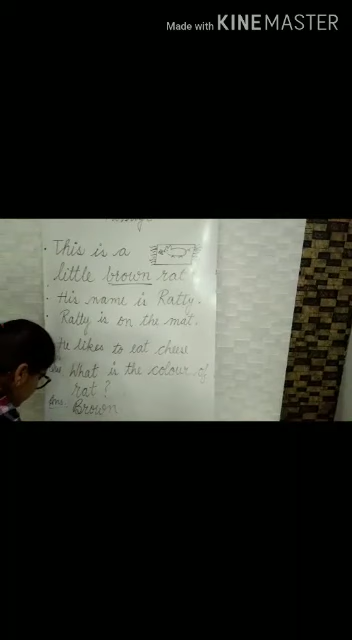 Made with KINEMASTER
This is a
little brown rat
His name is Ratty.
Ratty is on the mat.
He likes to eat cheese
What is the colour of
rat ?
Ans. Brown